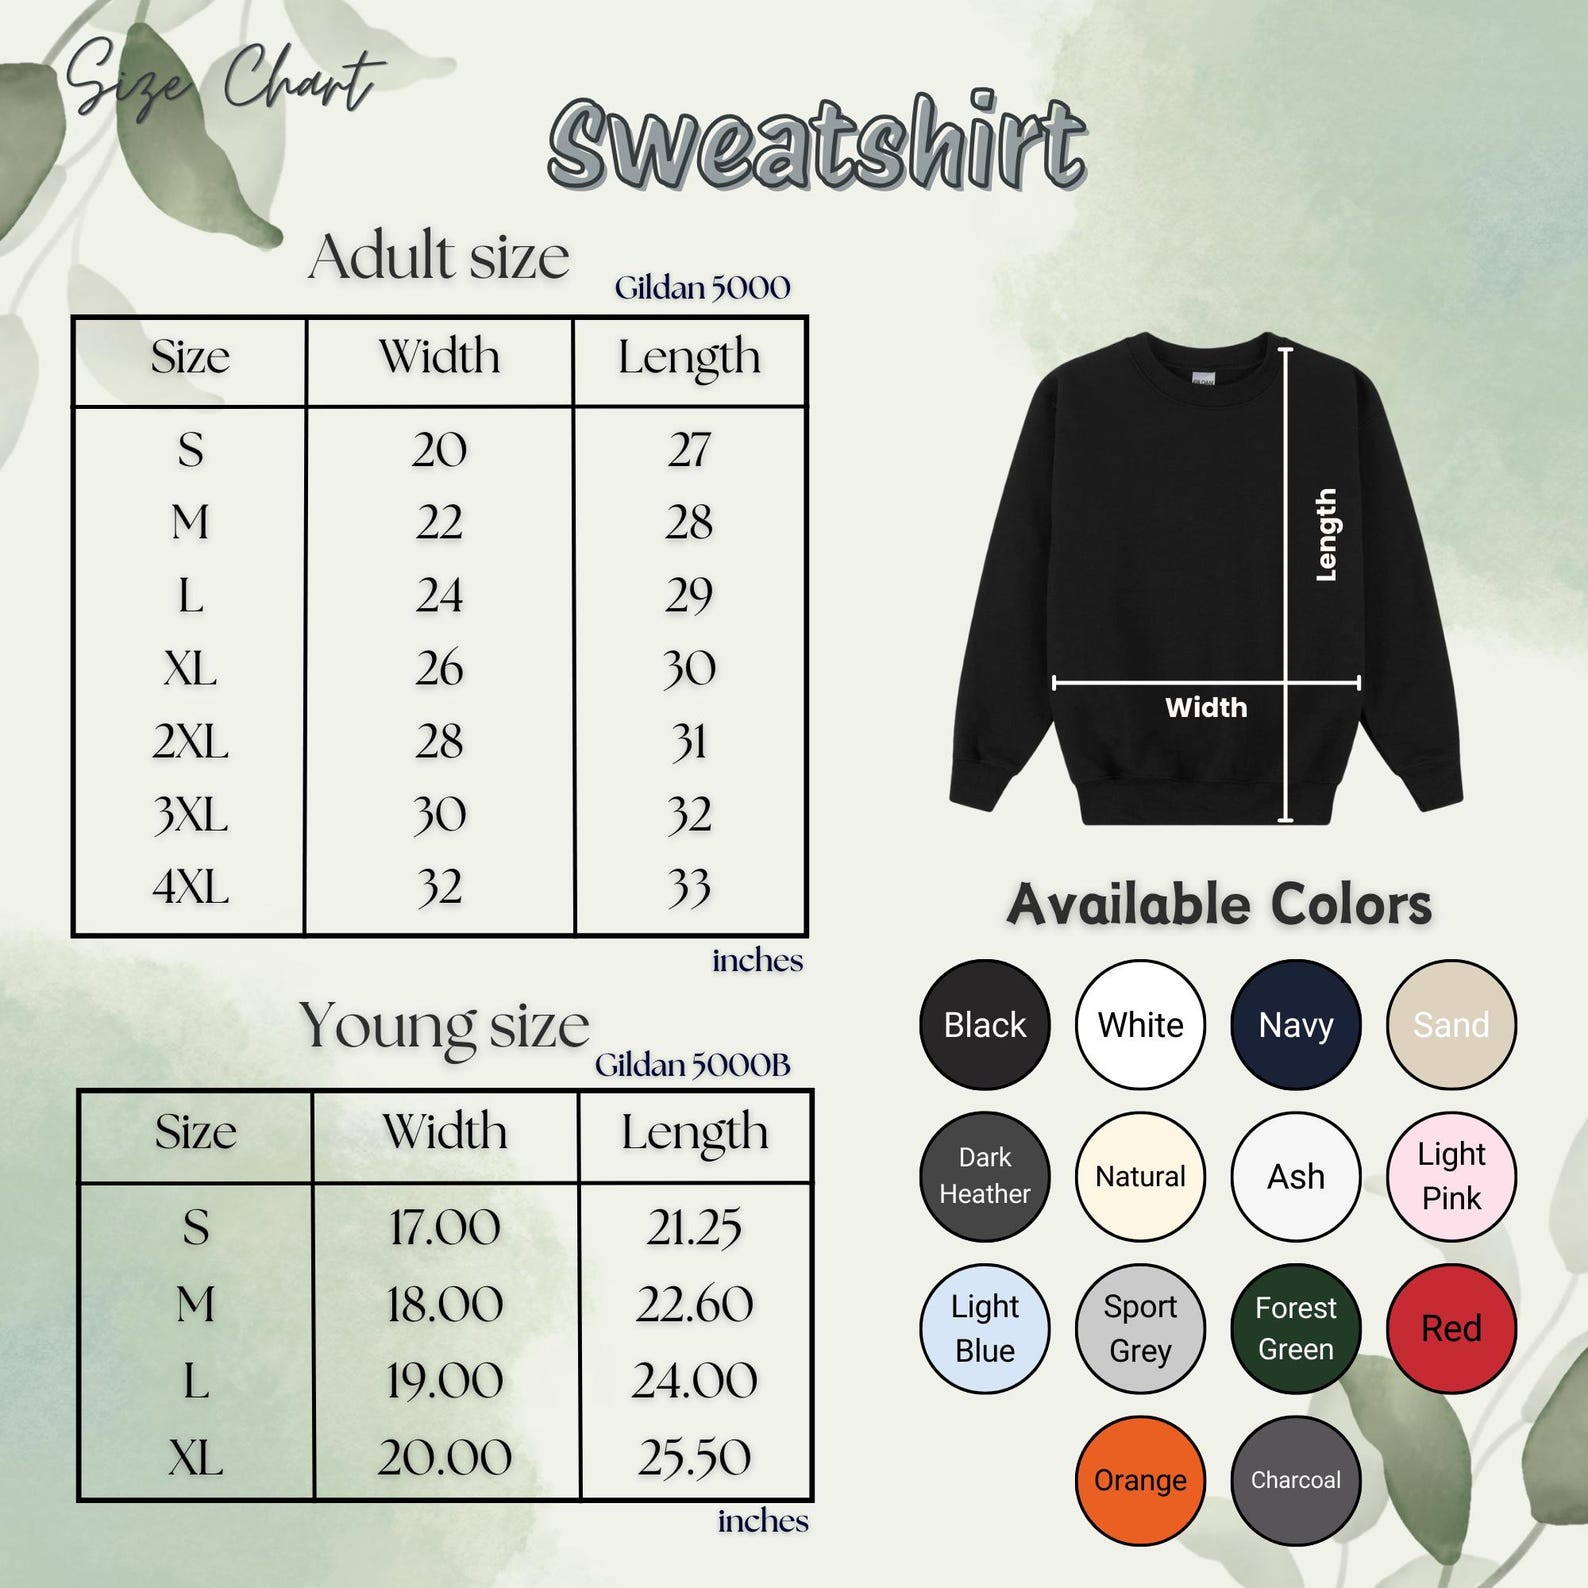 Size Chart
Sweatshirt
Adult size
Gildan 5000
Size Width Length
S 20 27
M 22 28
L 24 29
XL 26 30
2XL 28 31
3XL 30 32
4XL 32 33
inches
Young size
Gildan 5000B
Size Width Length
S 17.00 21.25
M 18.00 22.60
L 19.00 24.00
XL 20.00 25.50
inches
Length
Width
Available Colors
Black
White
Navy
Sand
Dark
Heather
Natural
Ash
Light
Pink
Light
Blue
Sport
Grey
Forest
Green
Red
Orange
Charcoal